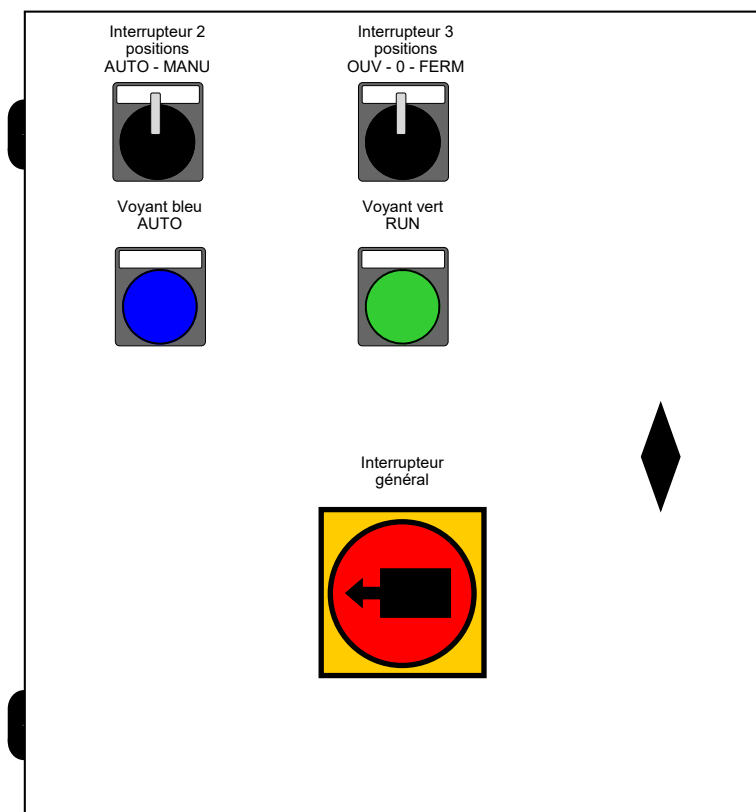 Interrupteur 2
positions
AUTO - MANU
Interrupteur 3
positions
OUV - 0 - FERM
Voyant bleu
AUTO
Voyant vert
RUN
Interrupteur
général